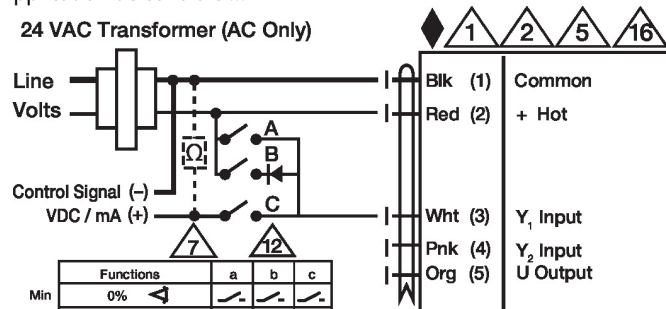 24 VAC Transformer (AC Only)
1 2 5 16
Line
Volts
Blk (1) Common
Red (2) + Hot
A
B
C
Ω
Control Signal (–)
VDC / mA (+)
Wht (3) Y1 Input
Pnk (4) Y2 Input
Org (5) U Output
7 12
Functions a b c
Min 0%